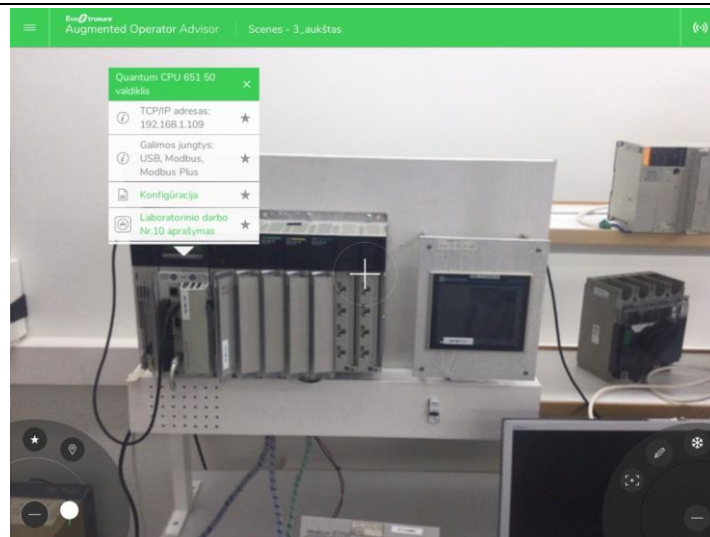 EcoStruxure
Augmented Operator Advisor
Scenes - 3_aukštas
Quantum CPU 651 50
valdiklis
TCP/IP adresas:
192.168.1.109
Galimos jungtys:
USB, Modbus,
Modbus Plus
Konfigūracija
Laboratorinio darbo
Nr.10 aprašymas